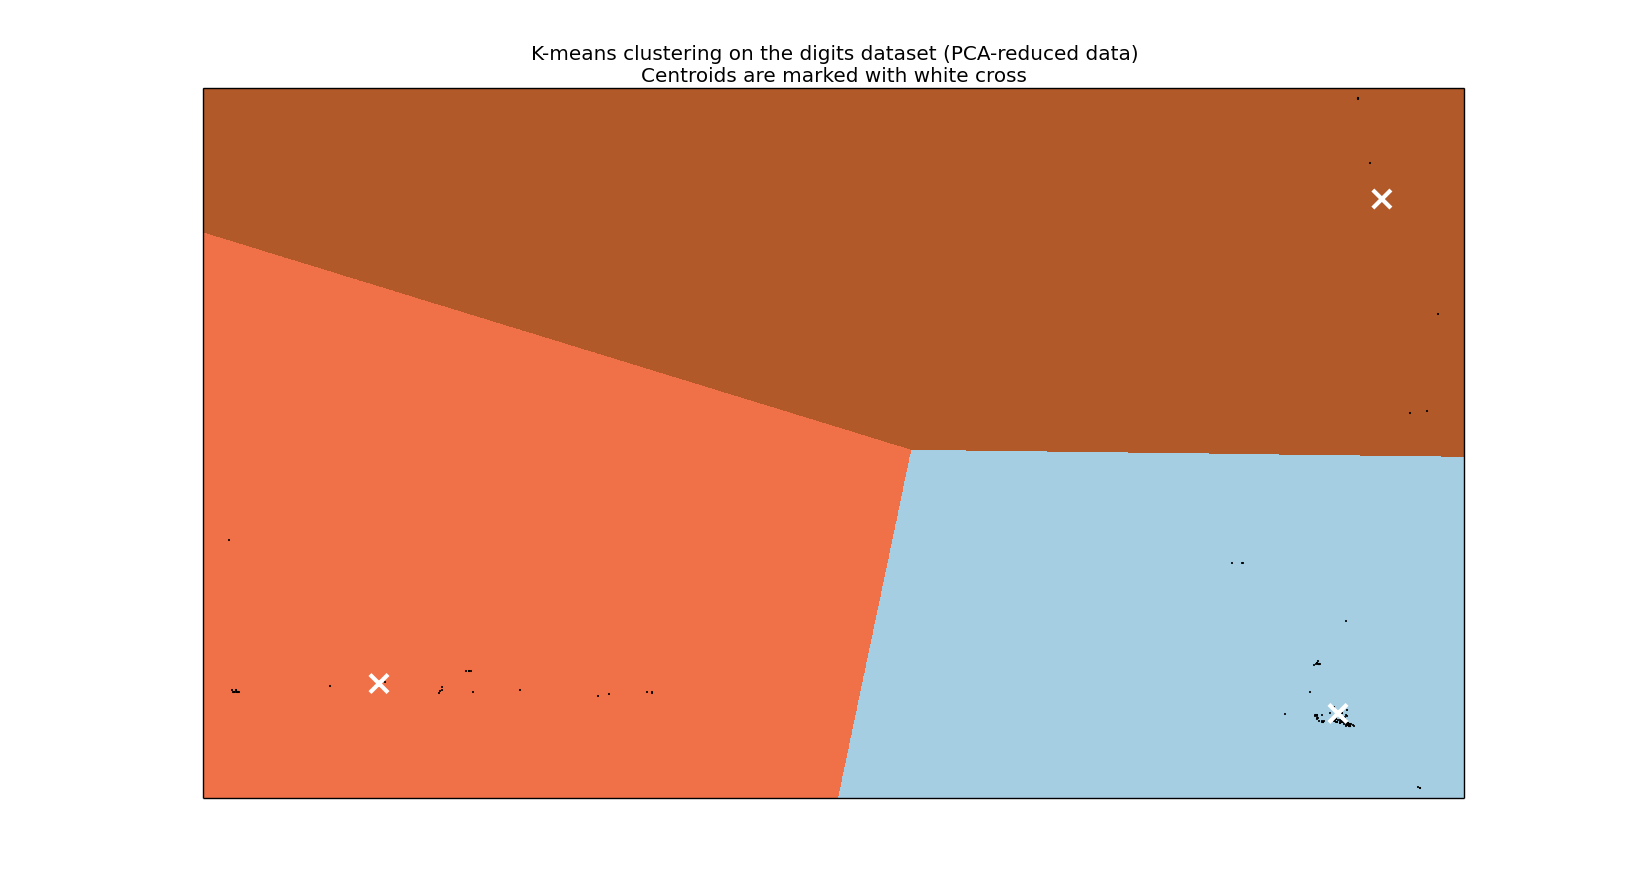 K-means clustering on the digits dataset (PCA-reduced data)
Centroids are marked with white cross